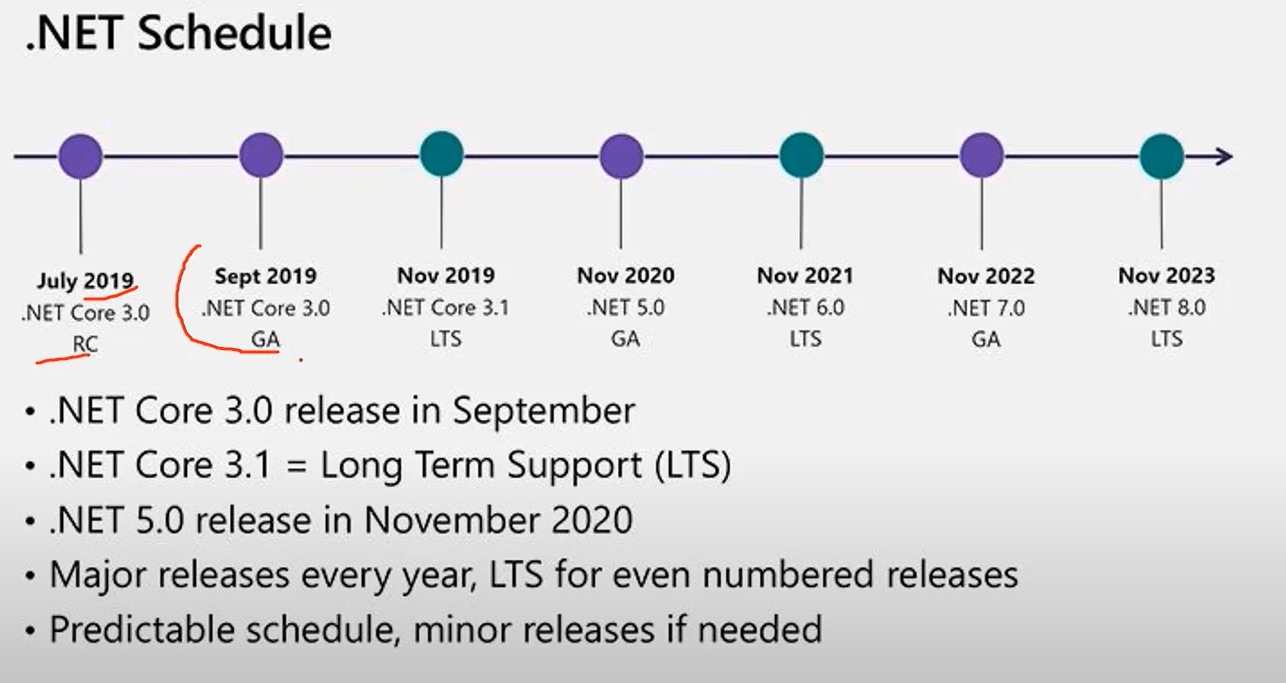 .NET Schedule
July 2019
.NET Core 3.0
RC
Sept 2019
.NET Core 3.0
GA
Nov 2019
.NET Core 3.1
LTS
Nov 2020
.NET 5.0
GA
Nov 2021
.NET 6.0
LTS
Nov 2022
.NET 7.0
GA
Nov 2023
.NET 8.0
LTS
• .NET Core 3.0 release in September
• .NET Core 3.1 = Long Term Support (LTS)
• .NET 5.0 release in November 2020
• Major releases every year, LTS for even numbered releases
• Predictable schedule, minor releases if needed